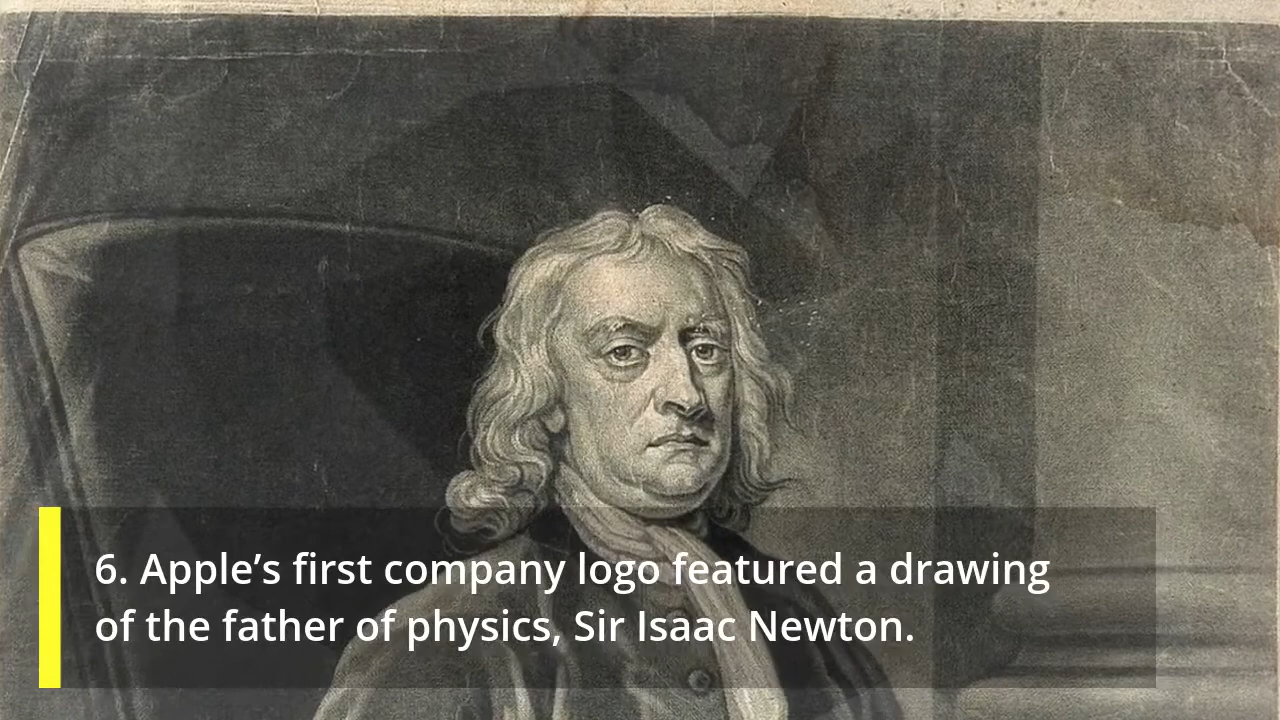 6. Apple’s first company logo featured a drawing
of the father of physics, Sir Isaac Newton.